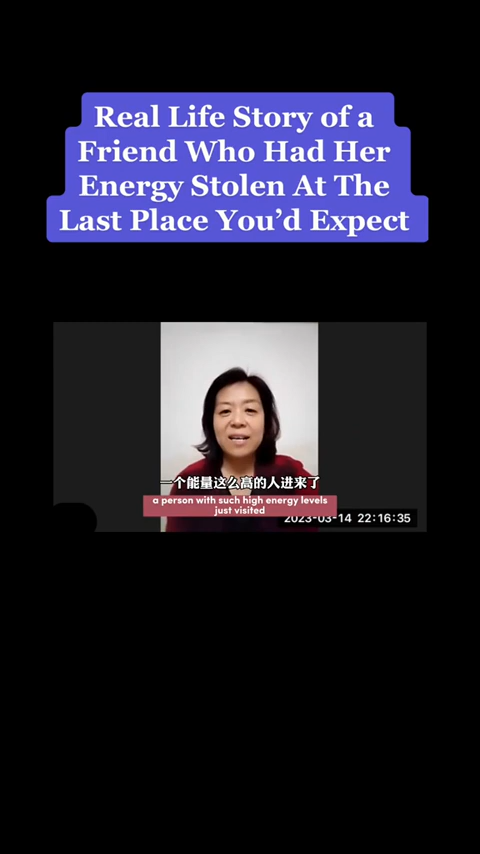 Real Life Story of a
Friend Who Had Her
Energy Stolen At The
Last Place You’d Expect
一个能量这么高的人进来了
a person with such high energy levels
just visited
2023-03-14 22:16:35